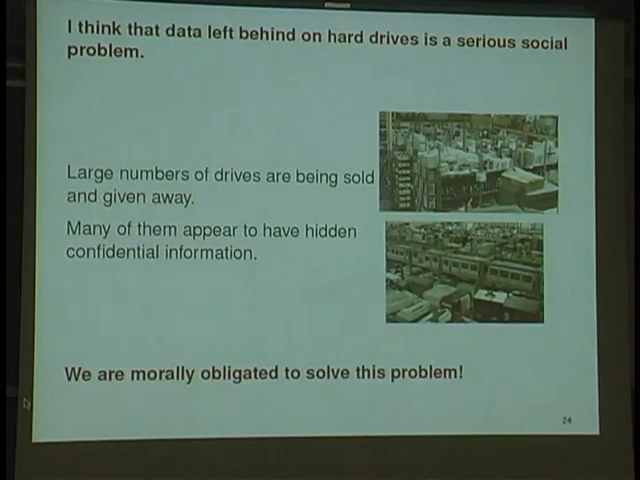 I think that data left behind on hard drives is a serious social
problem.
Large numbers of drives are being sold
and given away.
Many of them appear to have hidden
confidential information.
We are morally obligated to solve this problem!
24